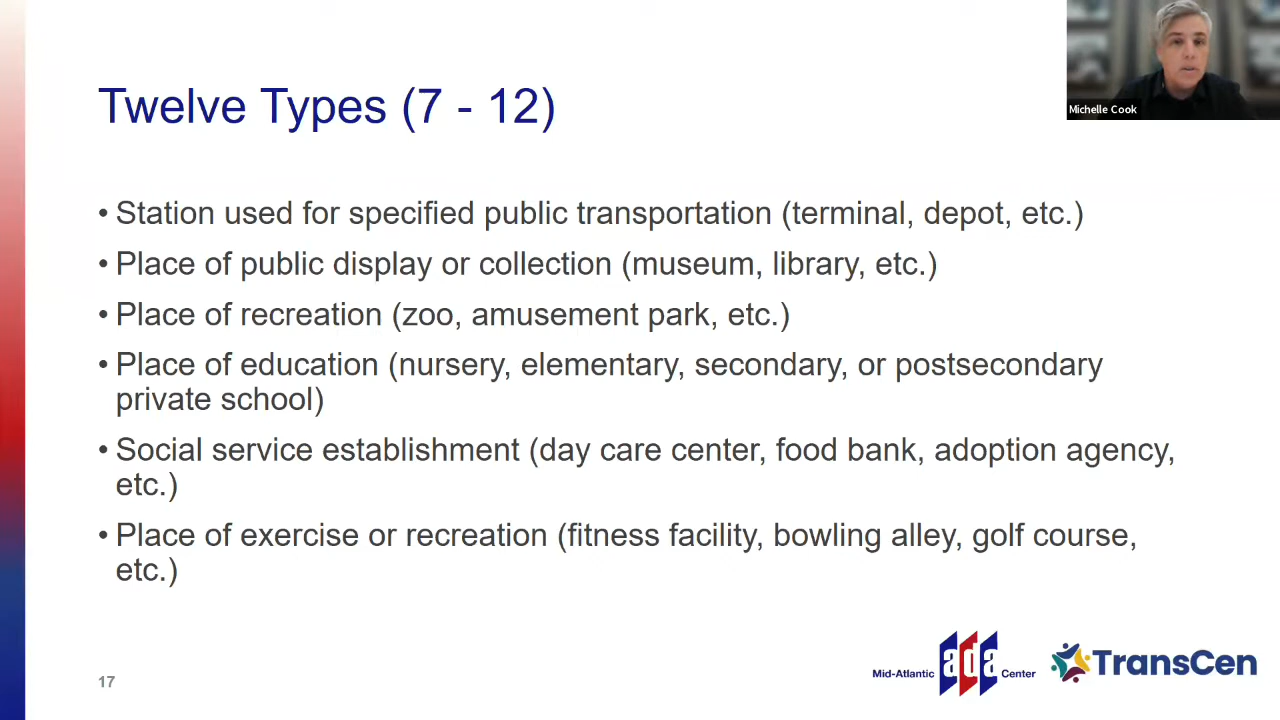 Michelle Cook
Twelve Types (7 - 12)
• Station used for specified public transportation (terminal, depot, etc.)
• Place of public display or collection (museum, library, etc.)
• Place of recreation (zoo, amusement park, etc.)
• Place of education (nursery, elementary, secondary, or postsecondary
private school)
• Social service establishment (day care center, food bank, adoption agency,
etc.)
• Place of exercise or recreation (fitness facility, bowling alley, golf course,
etc.)
17
Mid-Atlantic ada Center
TransCen